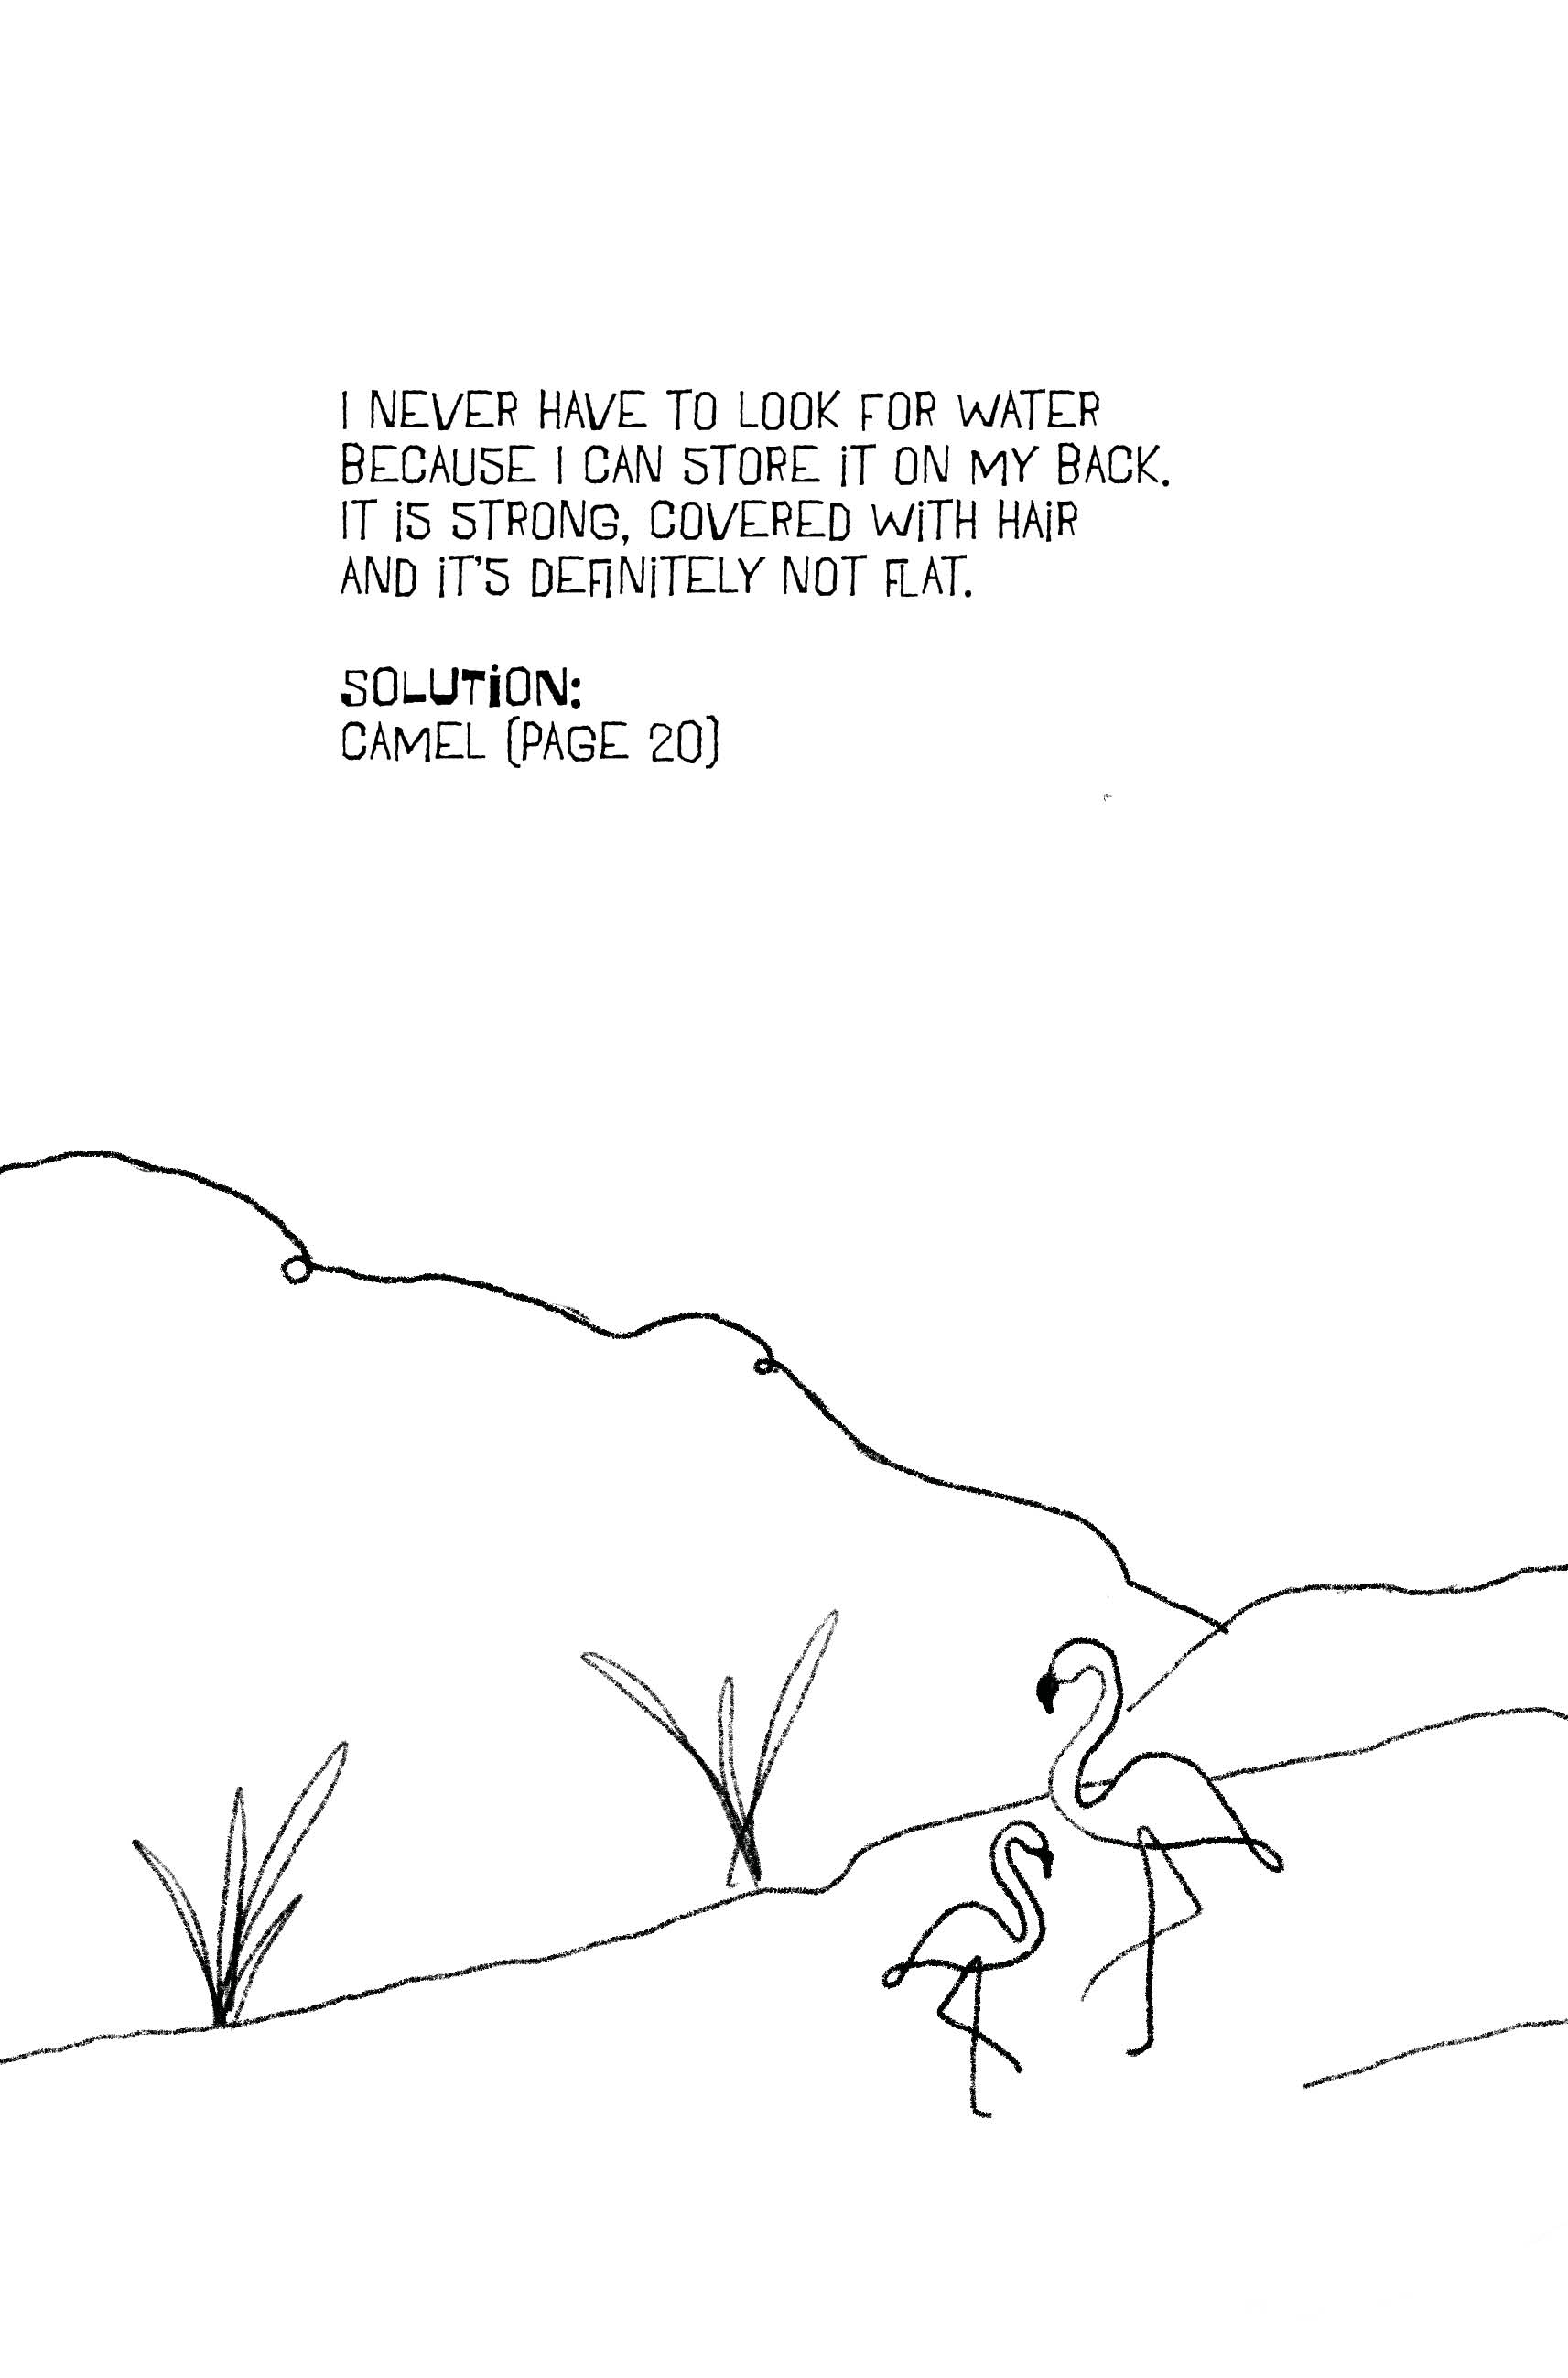 I NEVER HAVE TO LOOK FOR WATER
BECAUSE I CAN STORE IT ON MY BACK.
IT IS STRONG, COVERED WITH HAIR
AND IT'S DEFINITELY NOT FLAT.
SOLUTION:
CAMEL (PAGE 20)